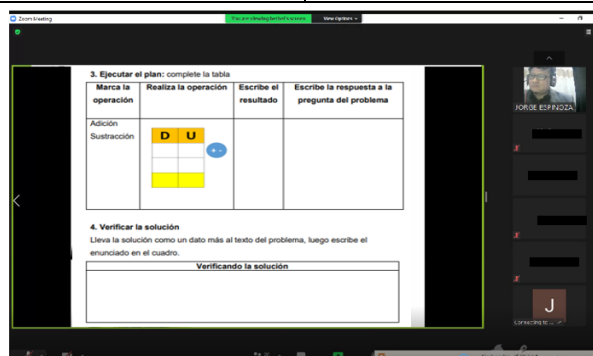 Zoom Meeting
You are viewing
screen
View Options
3. Ejecutar el plan: complete la tabla
Marca la operación
Realiza la operación
Escribe el resultado
Escribe la respuesta a la pregunta del problema
Adición
Sustracción
D U
+ -
4. Verificar la solución
Lleva la solución como un dato más al texto del problema, luego escribe el
enunciado en el cuadro.
Verificando la solución
JORGE ESPINOZA
J
Connecting to ...